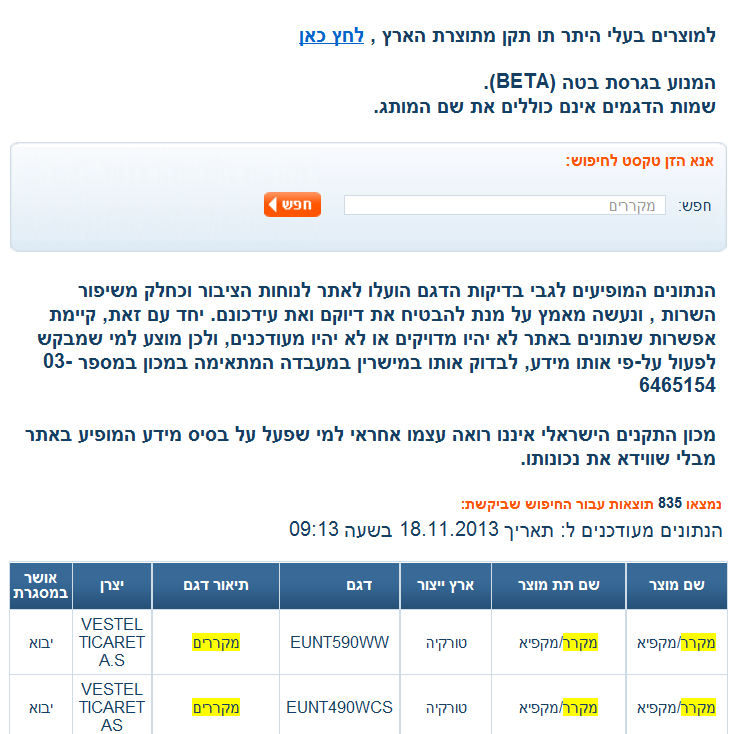 למוצרים בעלי היתר תו תקן מתוצרת הארץ , לחץ כאן
המנוע בגרסת בטה (BETA).
שמות הדגמים אינם כוללים את שם המותג.
אנא הזן טקסט לחיפוש:
חפש: מקררים חפש
הנתונים המופיעים לגבי בדיקות הדגם הועלו לאתר לנוחות הציבור וכחלק משיפור
השרות , ונעשה מאמץ על מנת להבטיח את דיוקם ואת עידכונם. יחד עם זאת, קיימת
אפשרות שנתונים באתר לא יהיו מדויקים או לא יהיו מעודכנים, ולכן מוצע למי שמבקש
לפעול על-פי אותו מידע, לבדוק אותו במישרין במעבדה המתאימה במכון במספר 03-
6465154
מכון התקנים הישראלי איננו רואה עצמו אחראי למי שפעל על בסיס מידע המופיע באתר
מבלי שווידא את נכונותו.
נמצאו 835 תוצאות עבור החיפוש שביקשת:
הנתונים מעודכנים ל: תאריך 18.11.2013 בשעה 09:13
שם מוצר שם תת מוצר ארץ ייצור דגם תיאור דגם יצרן אושר
במסגרת
מקרר/מקפיא מקרר/מקפיא טורקיה EUNT590WW מקררים VESTEL
TICARET
A.S
יבוא
מקרר/מקפיא מקרר/מקפיא טורקיה EUNT490WCS מקררים VESTEL
TICARET
AS
יבוא